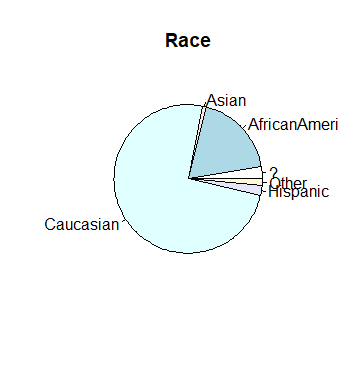 Race
Asian
AfricanAmeri
?
Other
Hispanic
Caucasian